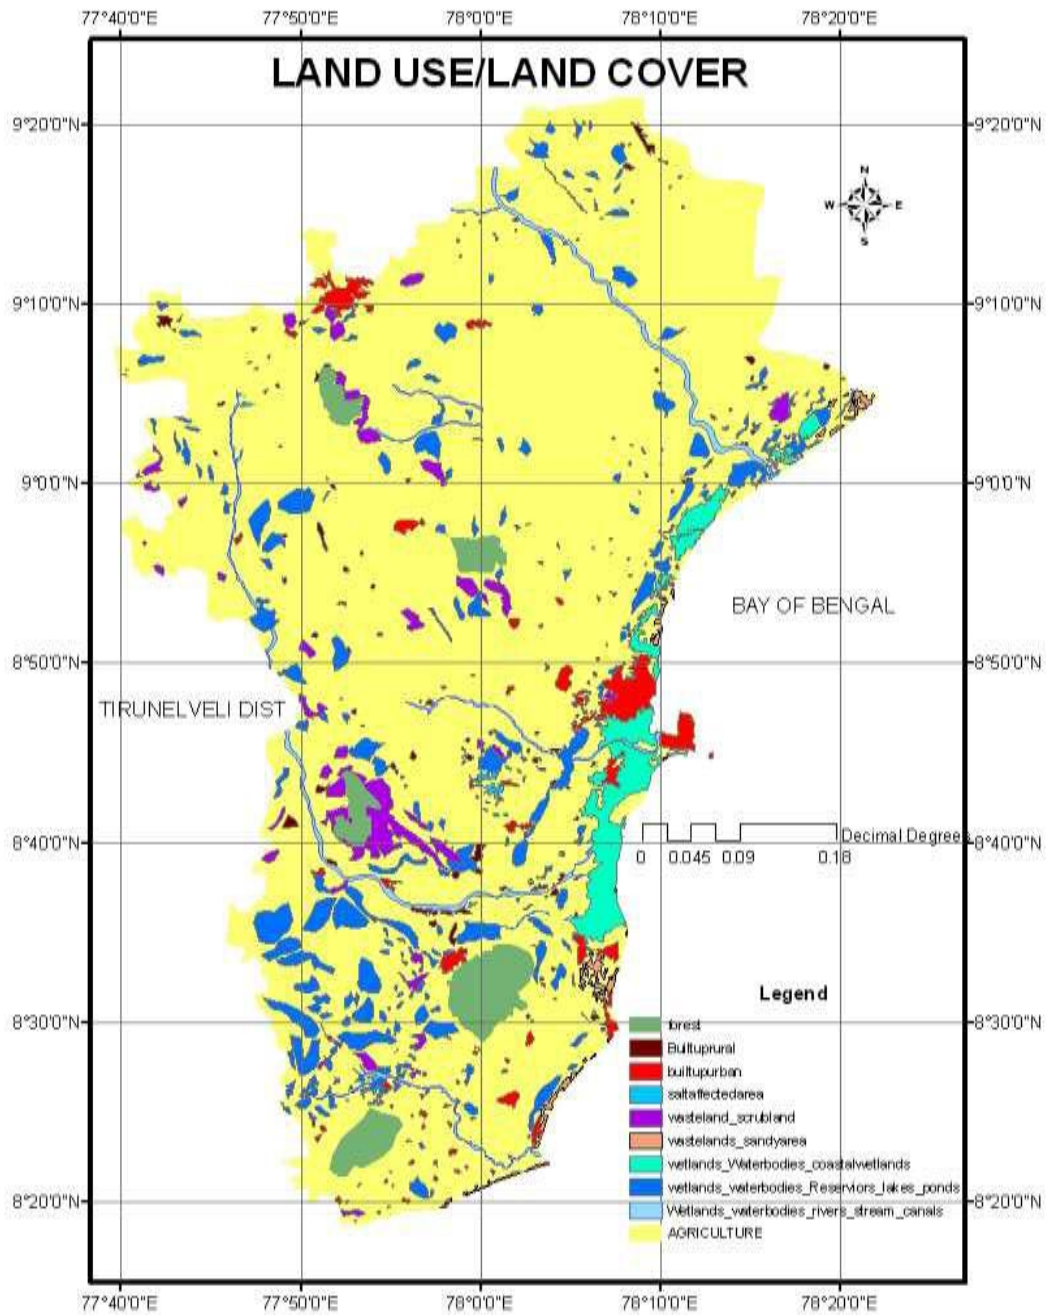 77°40'0"E 77°50'0"E 78°0'0"E 78°10'0"E 78°20'0"E
LAND USE/LAND COVER
9°20'0"N 9°20'0"N
N
W E
S
9°10'0"N 9°10'0"N
9°0'0"N 9°0'0"N
BAY OF BENGAL
8°50'0"N 8°50'0"N
TIRUNELVELI DIST
Decimal Degrees
8°40'0"N 8°40'0"N
0 0.045 0.09 0.18
Legend
8°30'0"N 8°30'0"N
forest
Builtuprural
builtupurban
saltaffectedarea
wasteland_scrubland
wastelands_sandyarea
wetlands_Waterbodies_coastalwetlands
wetlands_waterbodies_Reserviors_lakes_ponds
8°20'0"N 8°20'0"N
Wetlands_waterbodies_rivers_stream_canals
AGRICULTURE
77°40'0"E 77°50'0"E 78°0'0"E 78°10'0"E 78°20'0"E